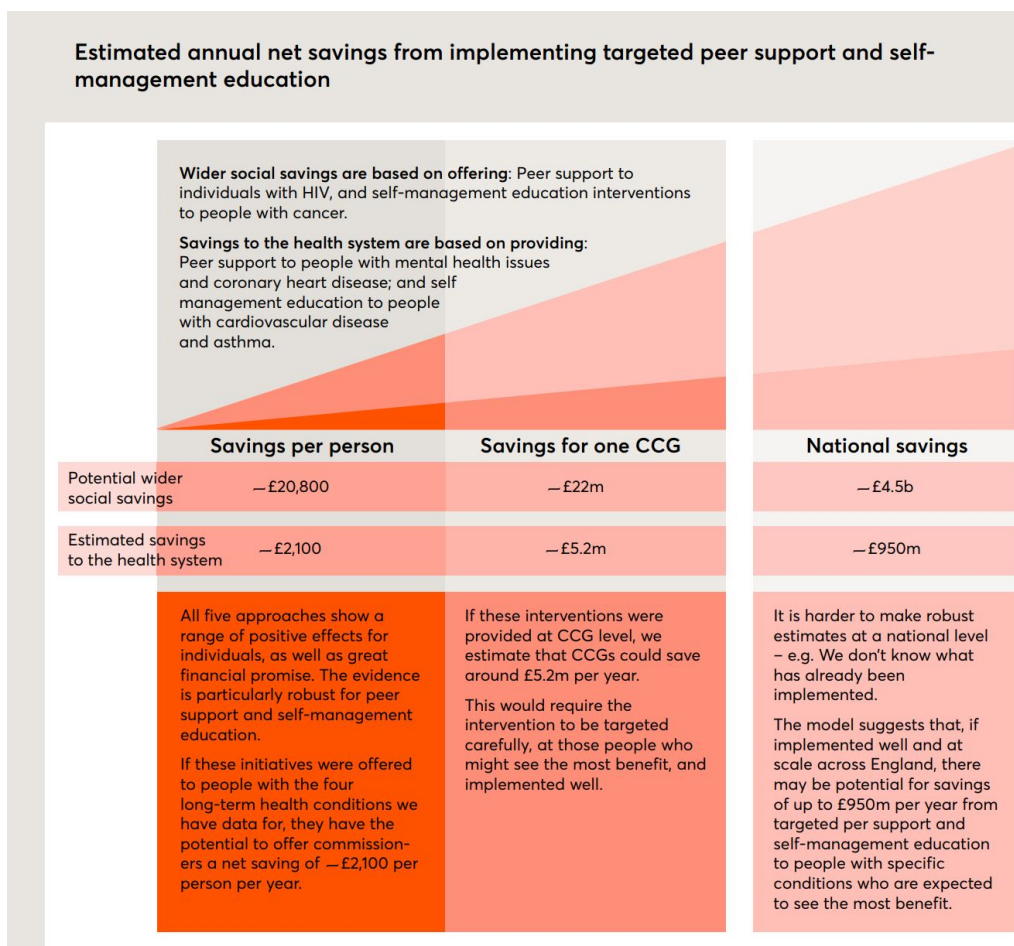 Estimated annual net savings from implementing targeted peer support and self-
management education
Wider social savings are based on offering: Peer support to
individuals with HIV, and self-management education interventions
to people with cancer.
Savings to the health system are based on providing:
Peer support to people with mental health issues
and coronary heart disease; and self
management education to people
with cardiovascular disease
and asthma.
Savings per person
Savings for one CCG
National savings
Potential wider
social savings
—£20,800
—£22m
—£4.5b
Estimated savings
to the health system
—£2,100
—£5.2m
—£950m
All five approaches show a
range of positive effects for
individuals, as well as great
financial promise. The evidence
is particularly robust for peer
support and self-management
education.
If these initiatives were offered
to people with the four
long-term health conditions we
have data for, they have the
potential to offer commission-
ers a net saving of —£2,100 per
person per year.
If these interventions were
provided at CCG level, we
estimate that CCGs could save
around £5.2m per year.
This would require the
intervention to be targeted
carefully, at those people who
might see the most benefit, and
implemented well.
It is harder to make robust
estimates at a national level
– e.g. We don't know what
has already been
implemented.
The model suggests that, if
implemented well and at
scale across England, there
may be potential for savings
of up to £950m per year from
targeted per support and
self-management education
to people with specific
conditions who are expected
to see the most benefit.